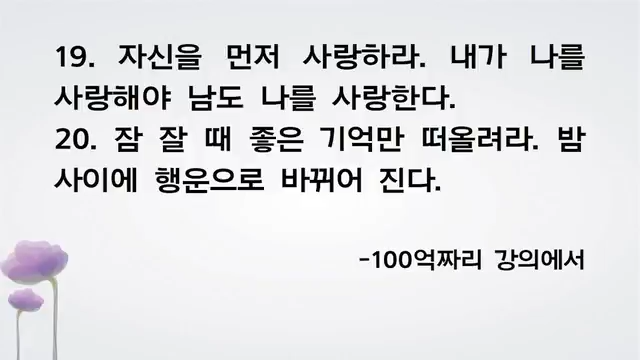 19. 자신을 먼저 사랑하라. 내가 나를
사랑해야 남도 나를 사랑한다.
20. 잠 잘 때 좋은 기억만 떠올려라. 밤
사이에 행운으로 바뀌어 진다.
-100억짜리 강의에서